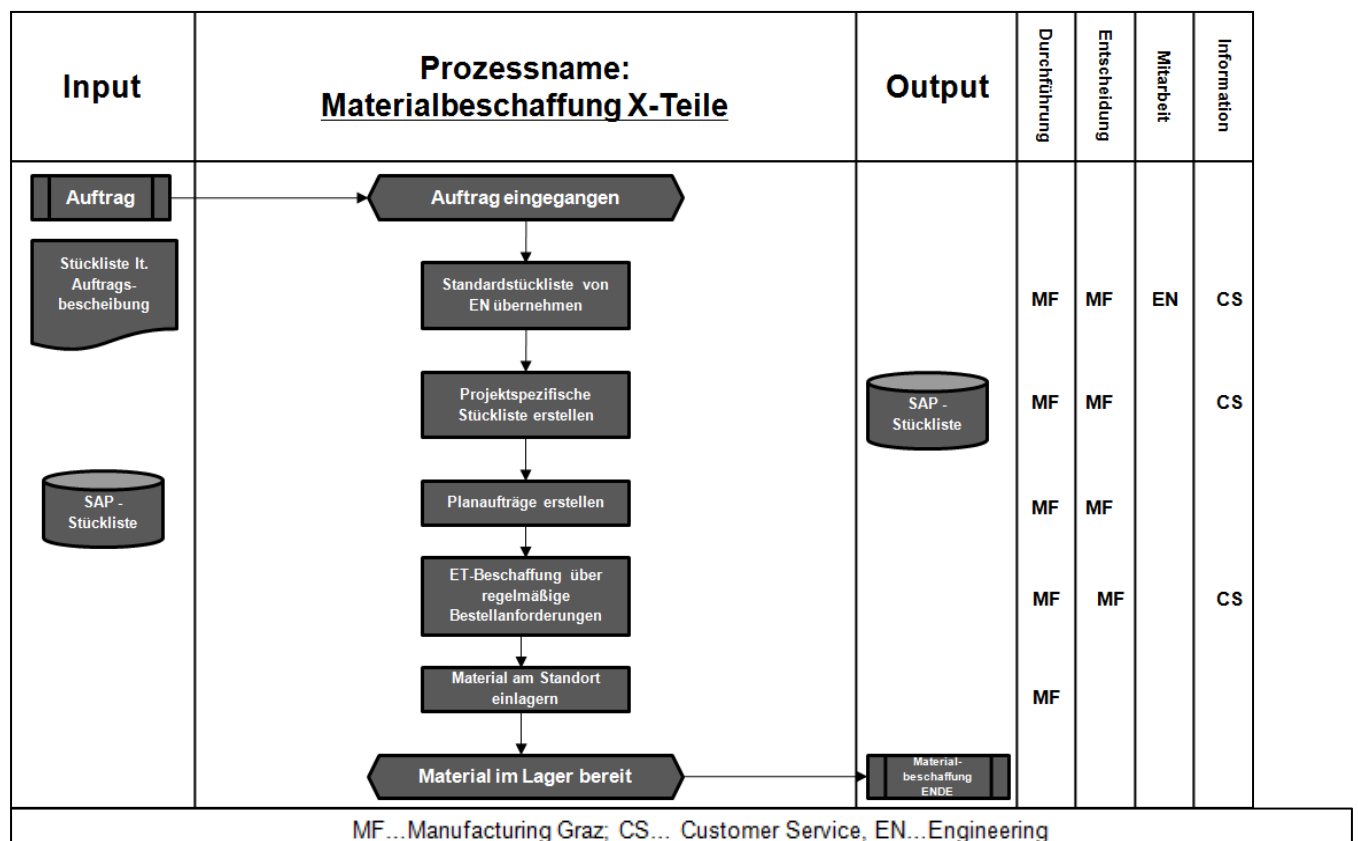 Input
Prozessname:
Materialbeschaffung X-Teile
Output
Durchführung
Entscheidung
Mitarbeit
Information
Auftrag
Auftrag eingegangen
Stückliste lt.
Auftrags-
bescheibung
Standardstückliste von
EN übernehmen
MF MF EN CS
Projektspezifische
Stückliste erstellen
SAP -
Stückliste
MF MF CS
SAP -
Stückliste
Planaufträge erstellen
MF MF
ET-Beschaffung über
regelmäßige
Bestellanforderungen
MF MF CS
Material am Standort
einlagern
MF
Material im Lager bereit
Material-
beschaffung
ENDE
MF...Manufacturing Graz; CS... Customer Service, EN...Engineering